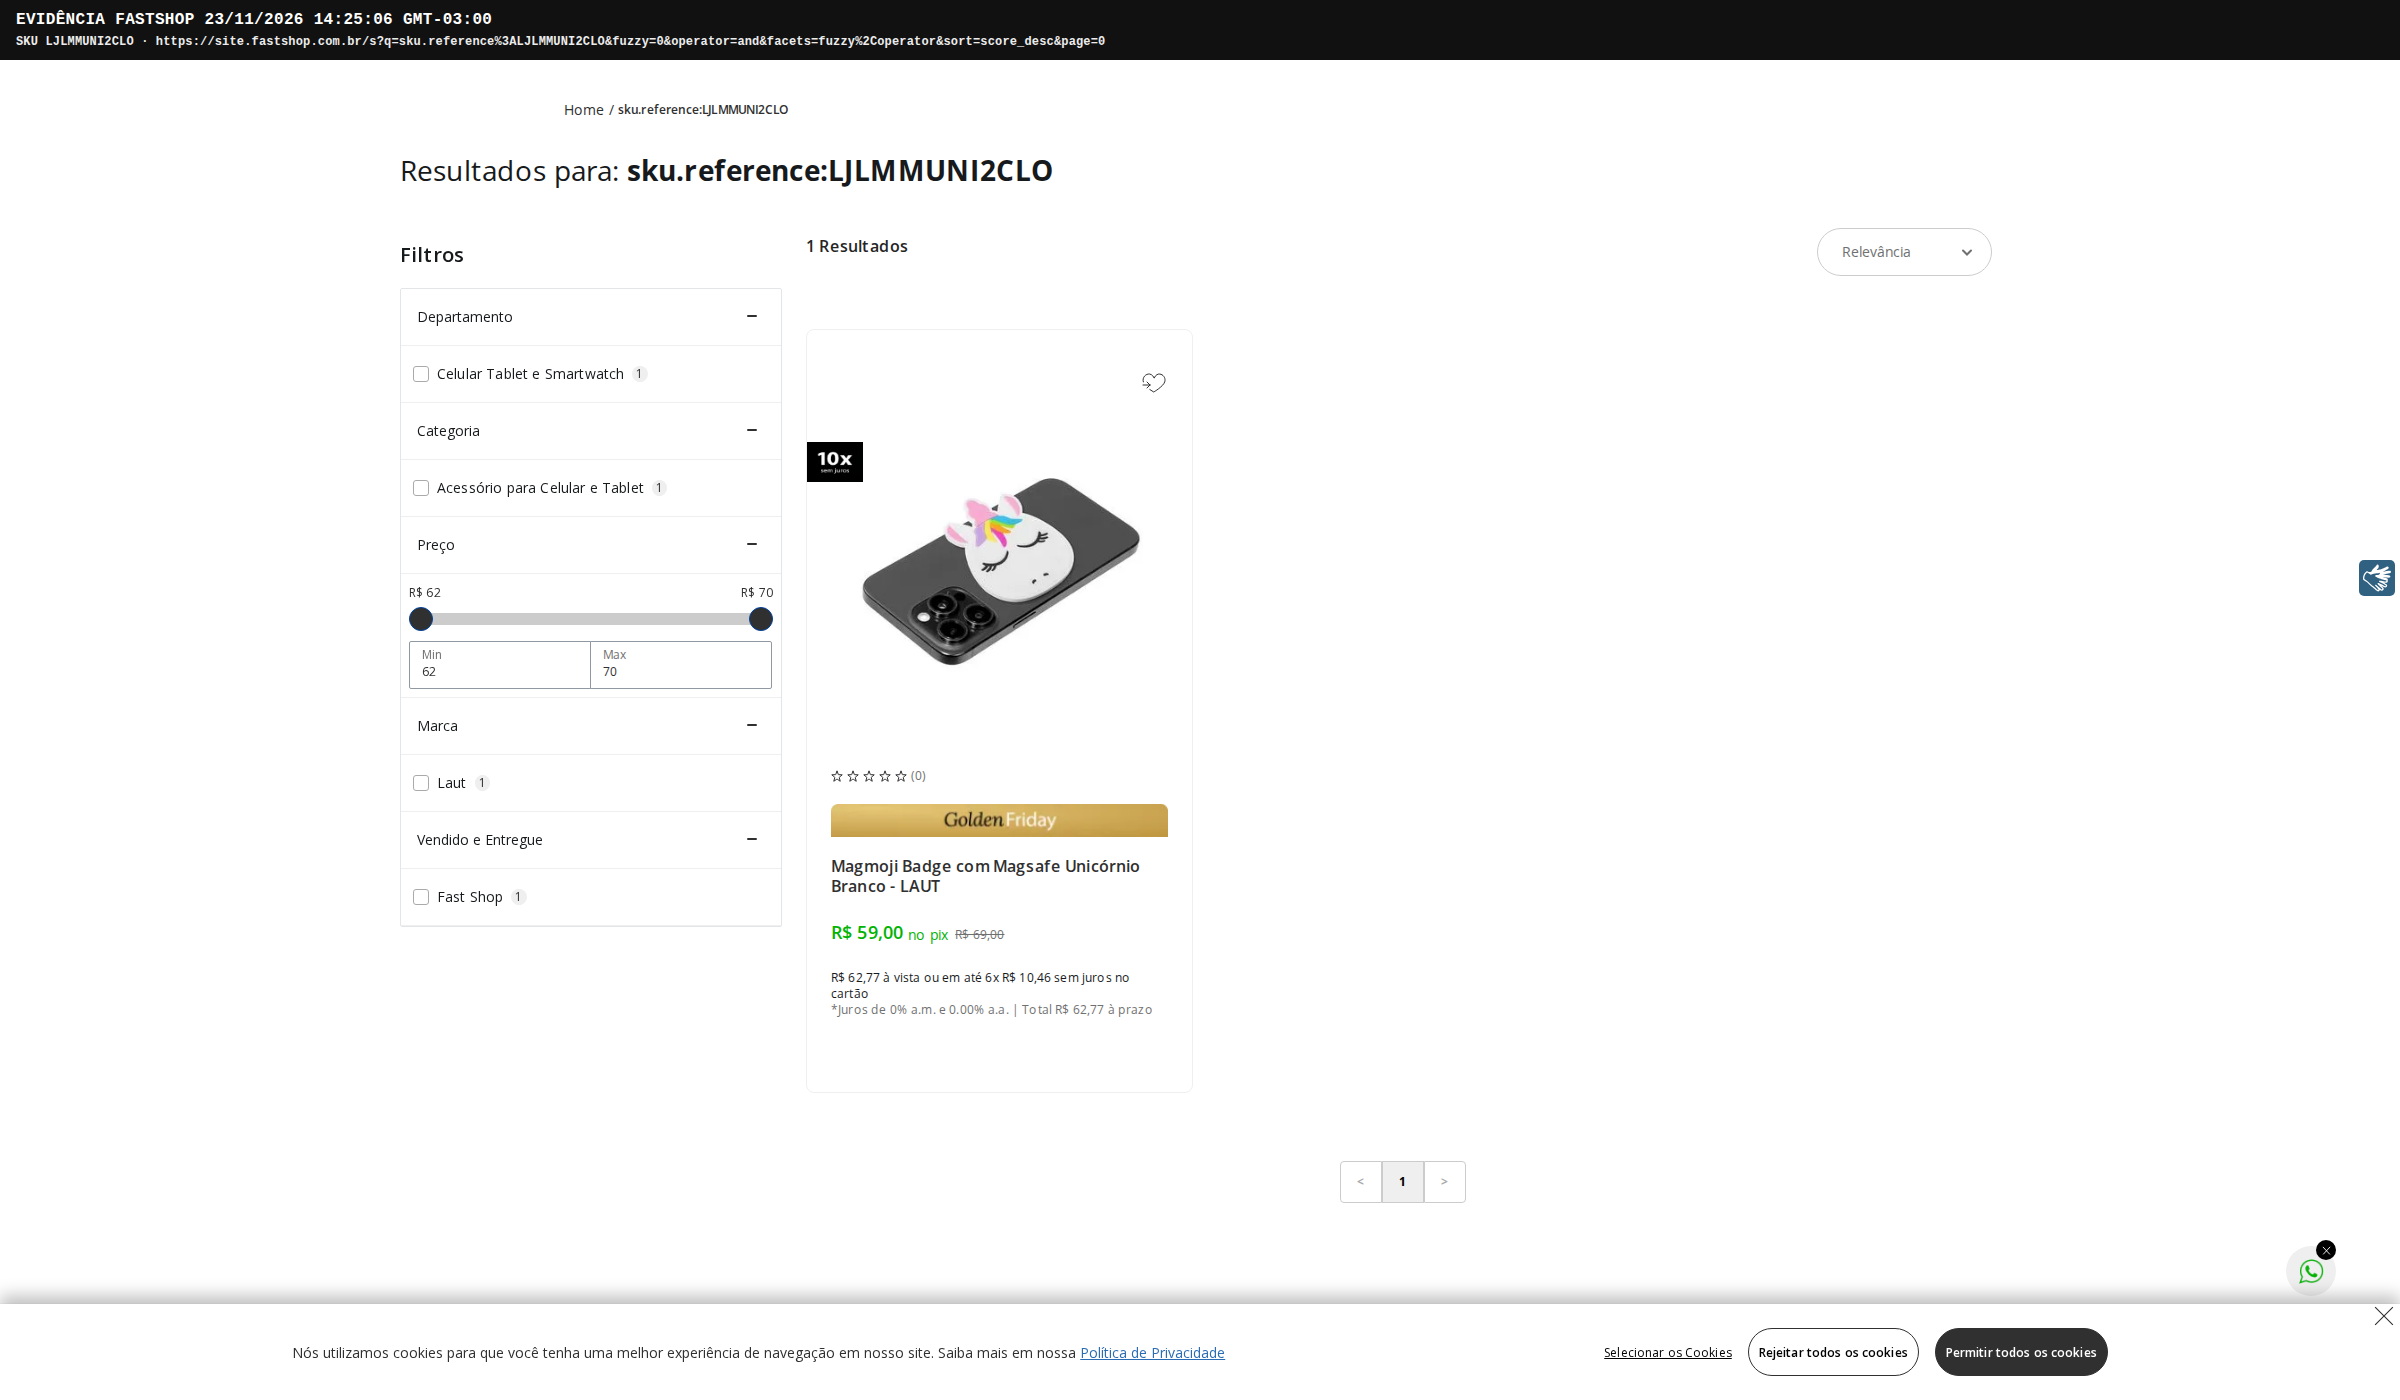 EVIDÊNCIA FASTSHOP 23/11/2026 14:25:06 GMT-03:00
SKU LJLMMUNI2CLO · https://site.fastshop.com.br/s?q=sku.reference%3ALJLMMUNI2CLO&fuzzy=0&operator=and&facets=fuzzy%2Coperator&sort=score_desc&page=0
Home / sku.reference:LJLMMUNI2CLO
Resultados para: sku.reference:LJLMMUNI2CLO
Filtros
1 Resultados
Relevância
Departamento
Celular Tablet e Smartwatch 1
Categoria
Acessório para Celular e Tablet 1
Preço
R$ 62 R$ 70
Min Max
62 70
Marca
Laut 1
Vendido e Entregue
Fast Shop 1
10x
sem juros
(0)
Golden Friday
Magmoji Badge com Magsafe Unicórnio
Branco - LAUT
R$ 59,00 no pix R$ 69,00
R$ 62,77 à vista ou em até 6x R$ 10,46 sem juros no
cartão
*Juros de 0% a.m. e 0.00% a.a. | Total R$ 62,77 à prazo
< 1 >
Nós utilizamos cookies para que você tenha uma melhor experiência de navegação em nosso site. Saiba mais em nossa Política de Privacidade
Selecionar os Cookies
Rejeitar todos os cookies
Permitir todos os cookies